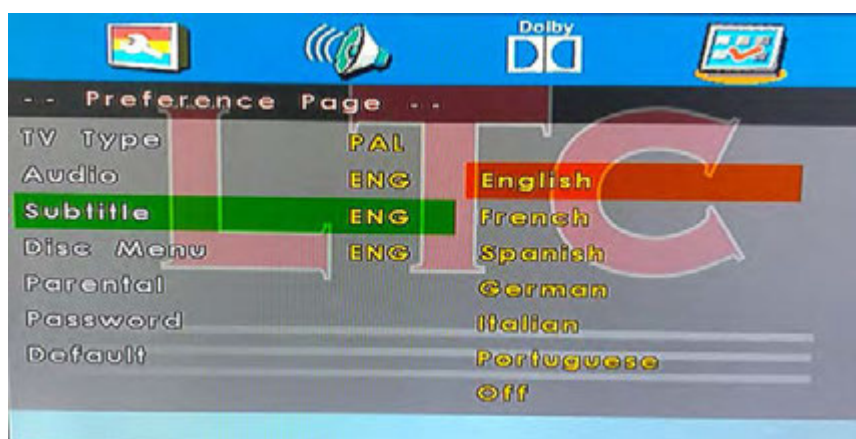 Dolby
-- Preference Page --
TV Type PAL
Audio ENG English
Subtitle ENG French
Disc Menu ENG Spanish
Parental German
Password Italian
Default Portuguese
Off
LTC